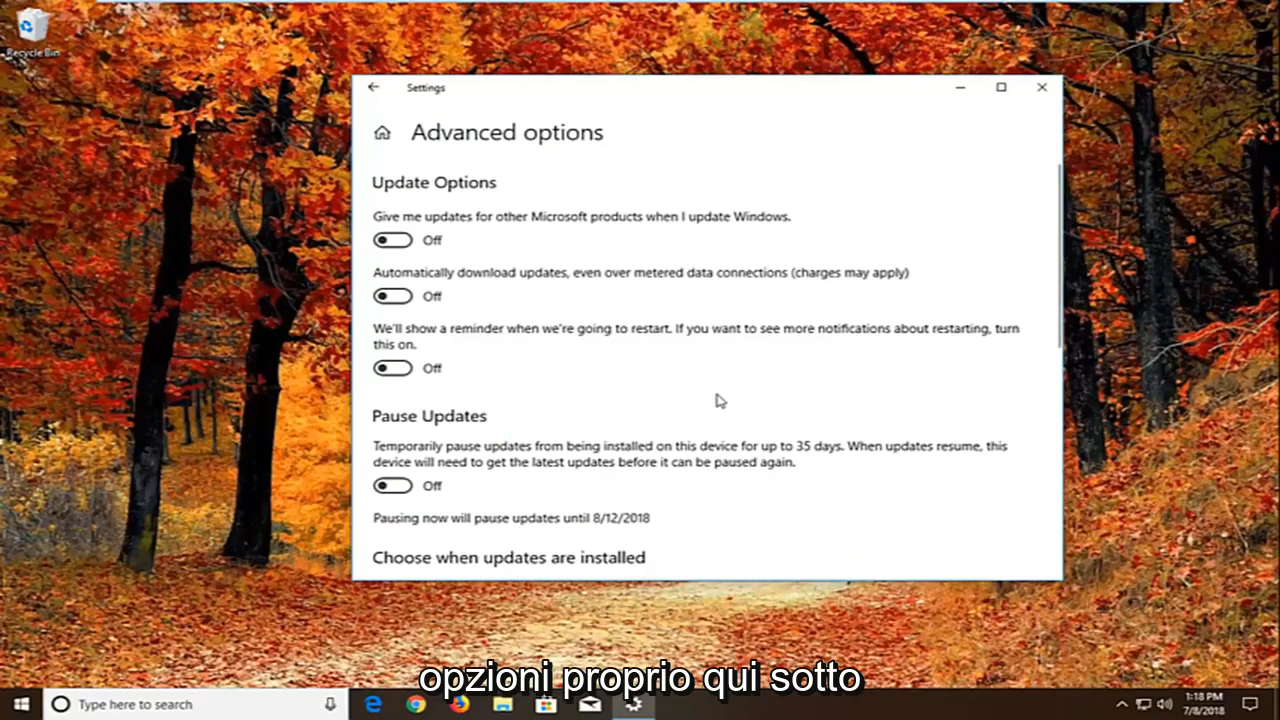 Recycle Bin
Settings
Advanced options
Update Options
Give me updates for other Microsoft products when I update Windows.
Off
Automatically download updates, even over metered data connections (charges may apply)
Off
We'll show a reminder when we're going to restart. If you want to see more notifications about restarting, turn
this on.
Off
Pause Updates
Temporarily pause updates from being installed on this device for up to 35 days. When updates resume, this
device will need to get the latest updates before it can be paused again.
Off
Pausing now will pause updates until 8/12/2018
Choose when updates are installed
opzioni proprio qui sotto
Type here to search
1:18 PM
7/8/2018